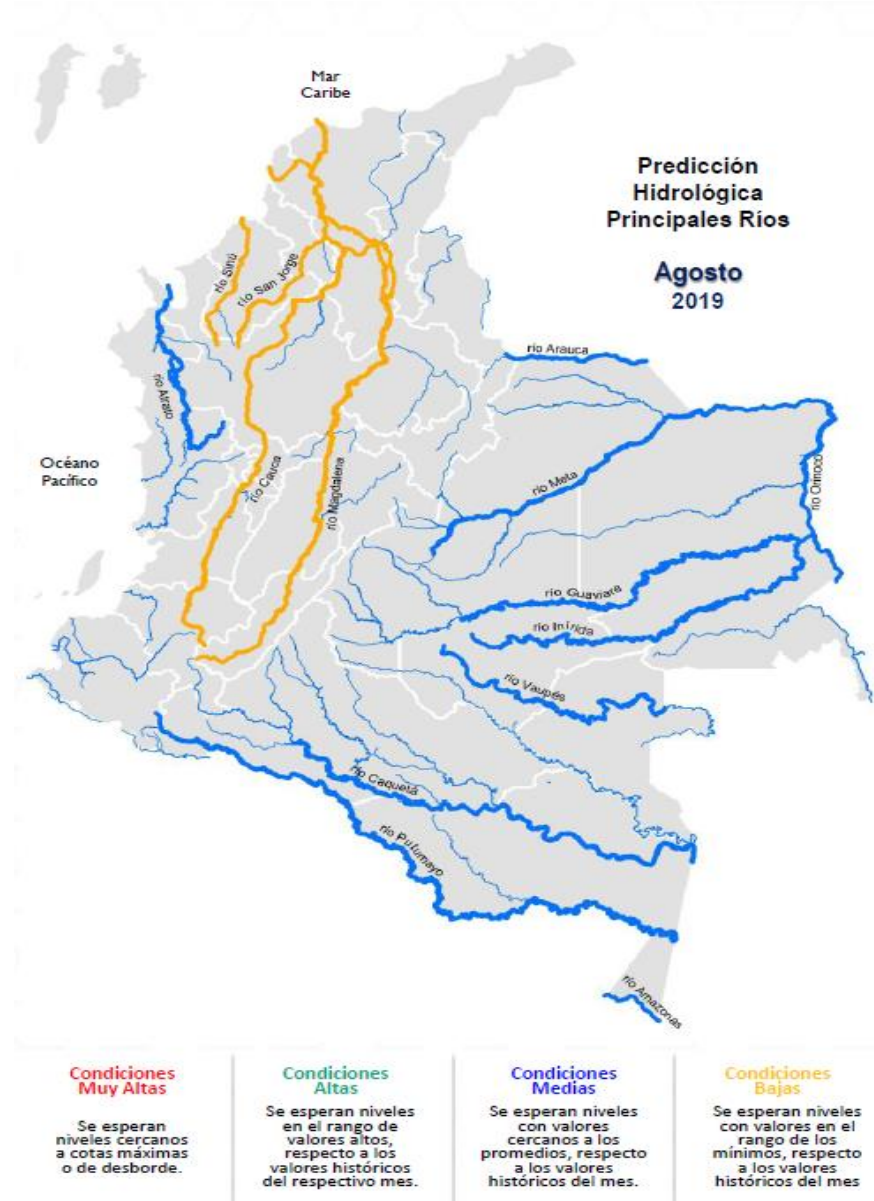 Mar
Caribe
Predicción
Hidrológica
Principales Ríos
Agosto
2019
río Sinú
río San Jorge
río Arauca
río Atrato
Océano
Pacífico
río Cauca
río Magdalena
río Meta
río Orinoco
río Guaviare
río Inírida
río Vaupés
río Caquetá
río Putumayo
río Amazonas
Condiciones
Muy Altas
Se esperan
niveles cercanos
a cotas máximas
o de desborde.
Condiciones
Altas
Se esperan niveles
en el rango de
valores altos,
respecto a los
valores históricos
del respectivo mes.
Condiciones
Medias
Se esperan niveles
con valores
cercanos a los
promedios, respecto
a los valores
históricos del mes.
Condiciones
Bajas
Se esperan niveles
con valores en el
rango de los
mínimos, respecto
a los valores
históricos del mes